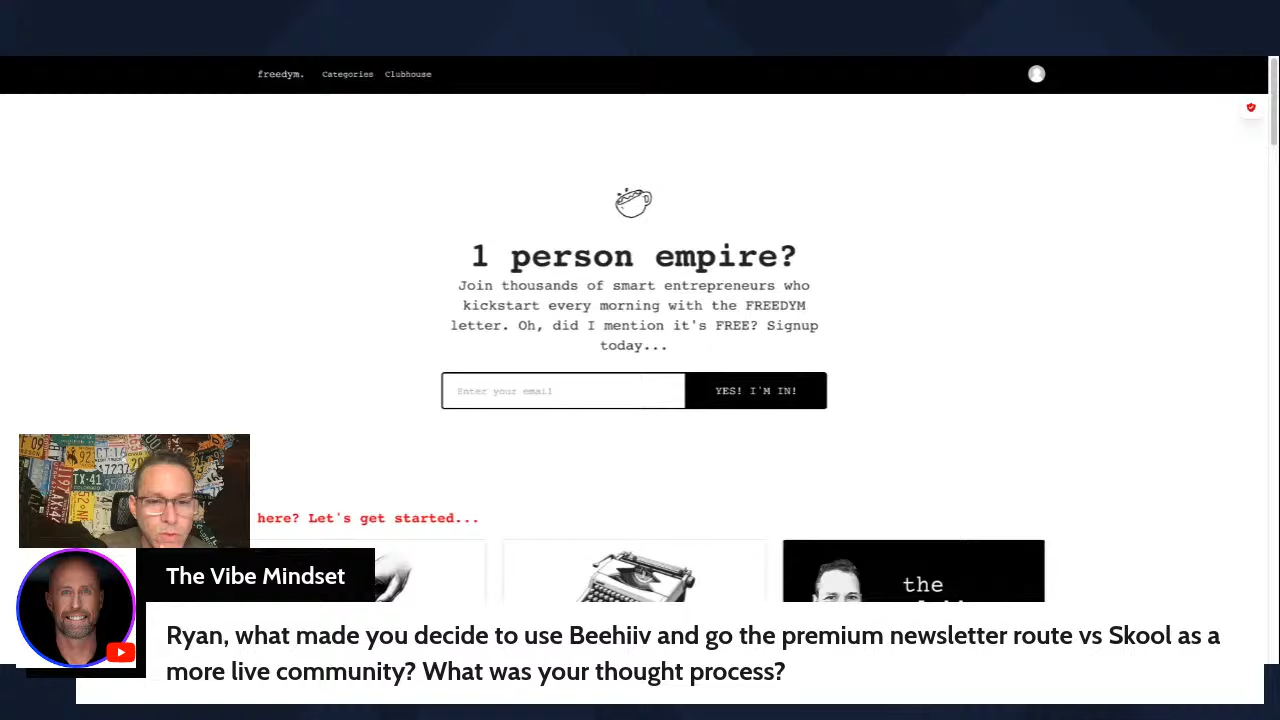 freedym. Categories Clubhouse
1 person empire?
Join thousands of smart entrepreneurs who
kickstart every morning with the FREEDYM
letter. Oh, did I mention it's FREE? Signup
today...
Enter your email YES! I'M IN!
here? Let's get started...
the
The Vibe Mindset
Ryan, what made you decide to use Beehiiv and go the premium newsletter route vs Skool as a
more live community? What was your thought process?